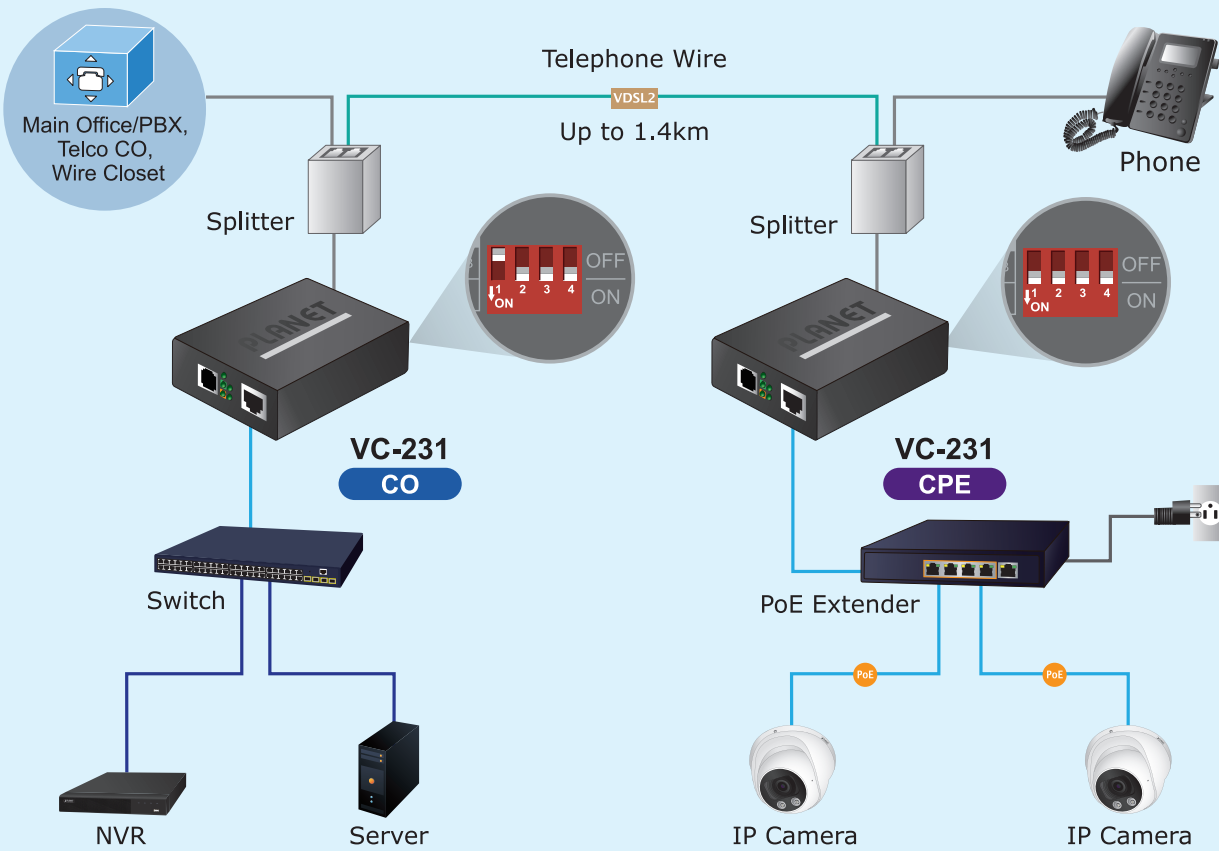 Telephone Wire
VDSL2
Up to 1.4km
Main Office/PBX,
Telco CO,
Wire Closet
Phone
Splitter
Splitter
OFF
ON
1 2 3 4
ON
OFF
ON
1 2 3 4
ON
PLANET
PLANET
VC-231
CO
VC-231
CPE
Switch
PoE Extender
PoE
PoE
NVR
Server
IP Camera
IP Camera